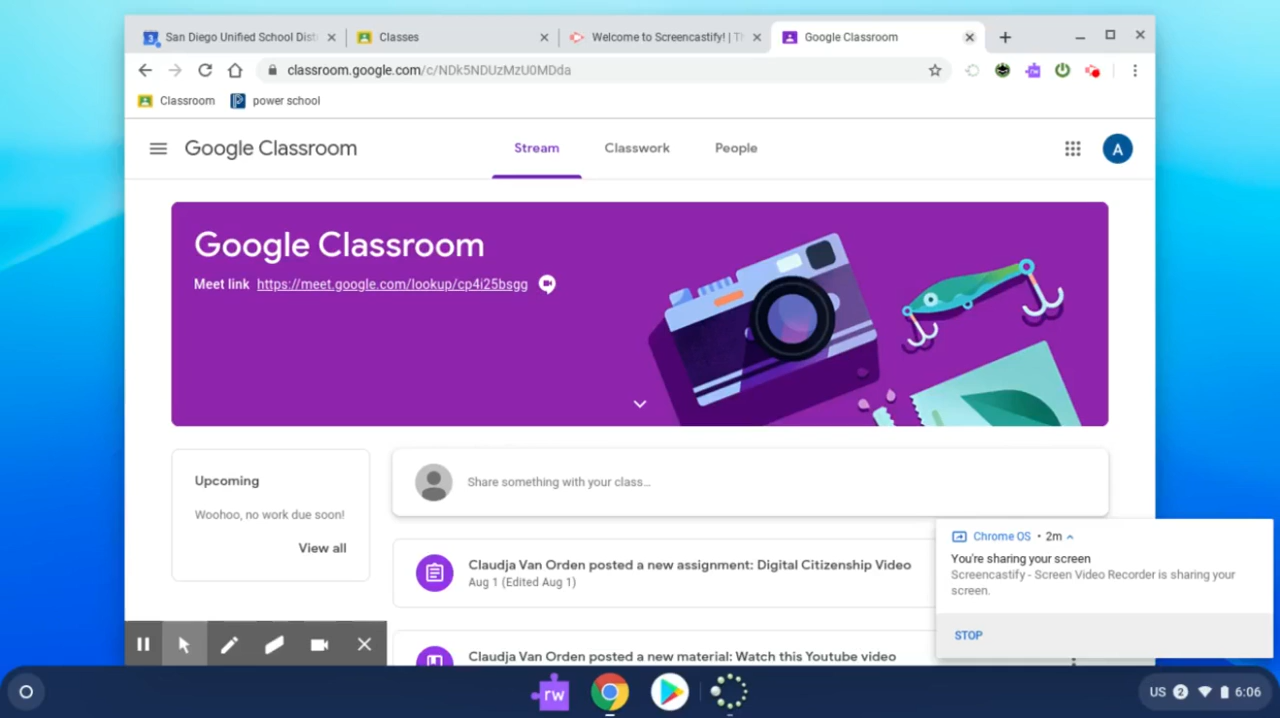 San Diego Unified School Dist
Classes
Welcome to Screencastify! | Th
Google Classroom
classroom.google.com/c/NDk5NDUzMzU0MDda
rw
Classroom
power school
Google Classroom
Stream
Classwork
People
A
Google Classroom
Meet link https://meet.google.com/lookup/cp4i25bsgg
Upcoming
Woohoo, no work due soon!
View all
Share something with your class...
Claudja Van Orden posted a new assignment: Digital Citizenship Video
Aug 1 (Edited Aug 1)
Claudja Van Orden posted a new material: Watch this Youtube video
Chrome OS • 2m
You're sharing your screen
Screencastify - Screen Video Recorder is sharing your
screen.
STOP
rw
US 2 6:06